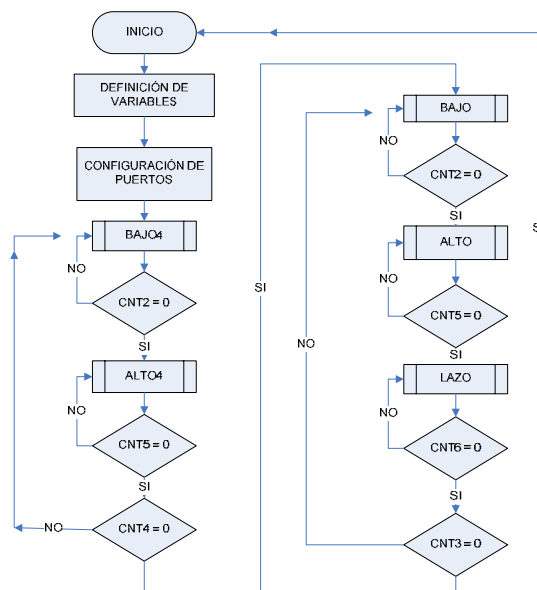 INICIO
DEFINICIÓN DE
VARIABLES
CONFIGURACIÓN DE
PUERTOS
BAJO4
NO
CNT2 = 0
SI
ALTO4
NO
CNT5 = 0
SI
NO
CNT4 = 0
SI
BAJO
NO
CNT2 = 0
SI
ALTO
NO
CNT5 = 0
SI
NO
LAZO
NO
CNT6 = 0
SI
CNT3 = 0
S